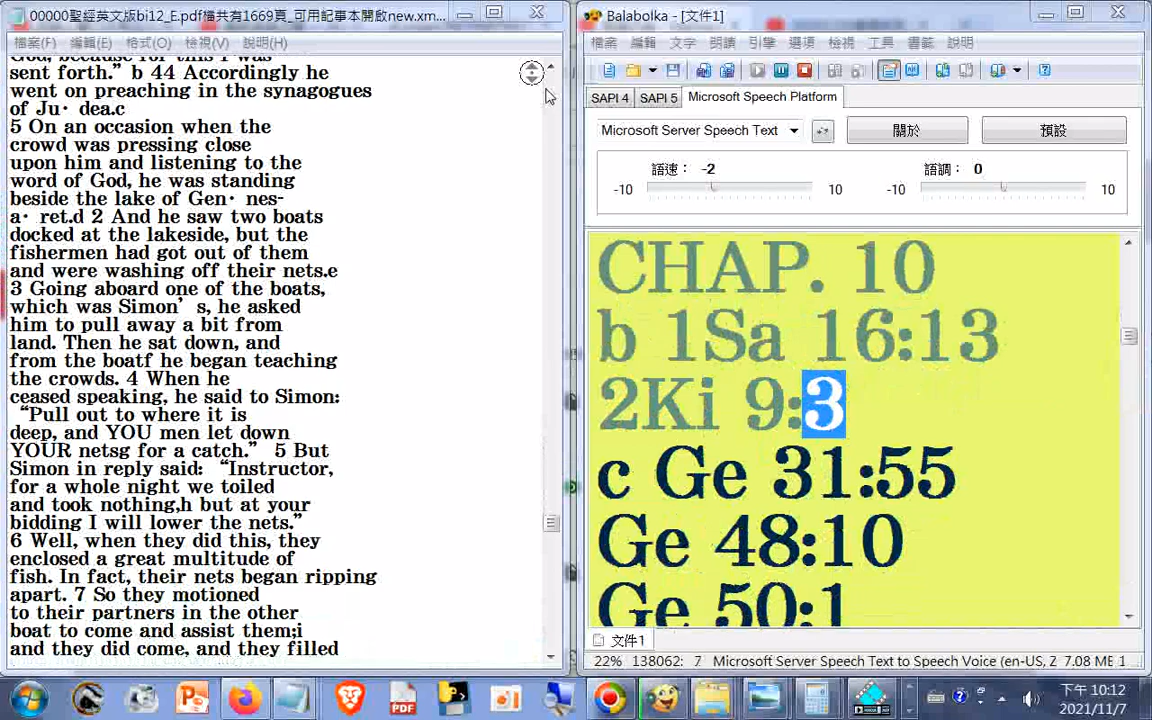 00000聖經英文版bi12_E.pdf檔共有1669頁_可用記事本開啟new.xm...
檔案(F) 編輯(E) 格式(O) 檢視(V) 說明(H)
God, because for this I was
sent forth.” b 44 Accordingly he
went on preaching in the synagogues
of Ju· dea.c
5 On an occasion when the
crowd was pressing close
upon him and listening to the
word of God, he was standing
beside the lake of Gen· nes-
a· ret.d 2 And he saw two boats
docked at the lakeside, but the
fishermen had got out of them
and were washing off their nets.e
3 Going aboard one of the boats,
which was Simon’s, he asked
him to pull away a bit from
land. Then he sat down, and
from the boatf he began teaching
the crowds. 4 When he
ceased speaking, he said to Simon:
“Pull out to where it is
deep, and YOU men let down
YOUR netsg for a catch.” 5 But
Simon in reply said: “Instructor,
for a whole night we toiled
and took nothing,h but at your
bidding I will lower the nets.”
6 Well, when they did this, they
enclosed a great multitude of
fish. In fact, their nets began ripping
apart. 7 So they motioned
to their partners in the other
boat to come and assist them;i
and they did come, and they filled
Balabolka - [文件1]
檔案 編輯 文字 朗讀 引擎 選項 檢視 工具 書籤 說明
SAPI 4 SAPI 5 Microsoft Speech Platform
Microsoft Server Speech Text 關於 預設
語速: -2 語調: 0
-10 10 -10 10
CHAP. 10
b 1Sa 16:13
2Ki 9:3
c Ge 31:55
Ge 48:10
Ge 50:1
文件1
22% 138062: 7 Microsoft Server Speech Text to Speech Voice (en-US, Z 7.08 MB 1
PDF
下午 10:12
2021/11/7